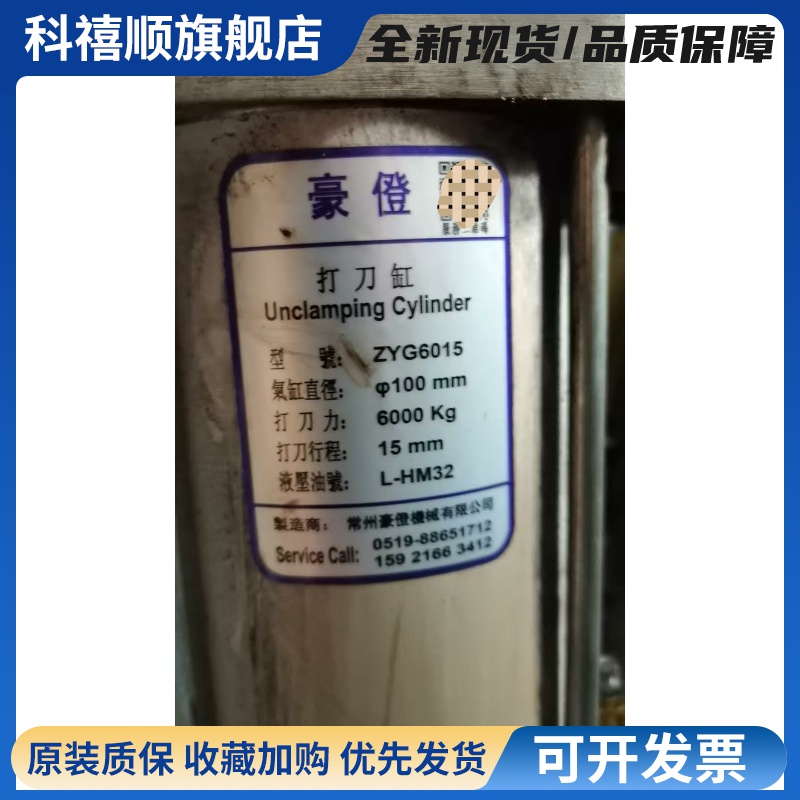 科禧顺旗舰店
全新现货/品质保障
豪僜
打刀缸
Unclamping Cylinder
型號： ZYG6015
氣缸直徑： φ100 mm
打刀力： 6000 Kg
打刀行程： 15 mm
液壓油號： L-HM32
製造商： 常州豪僜機械有限公司
Service Call: 0519-88651712
159 2166 3412
原装质保 收藏加购 优先发货
可开发票